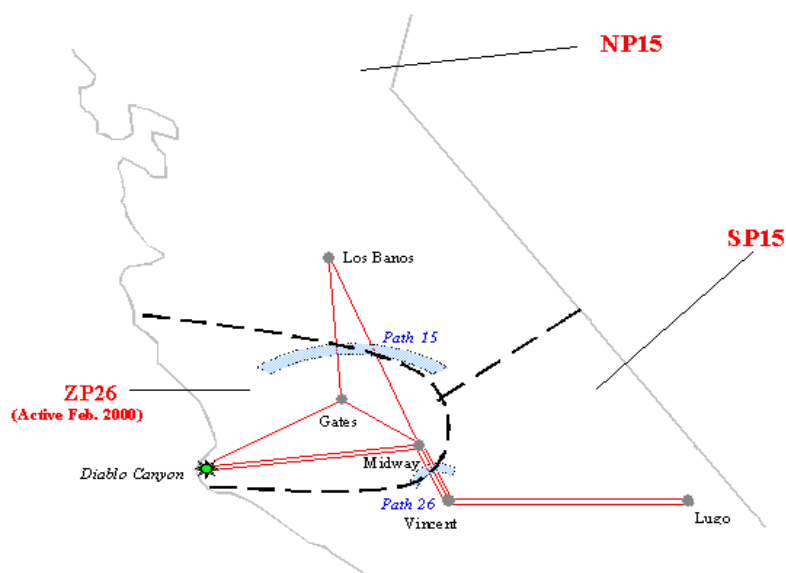 NP15
SP15
Los Banos
Path 15
ZP26
(Active Feb. 2000)
Gates
Midway
Diablo Canyon
Path 26
Vincent
Lugo